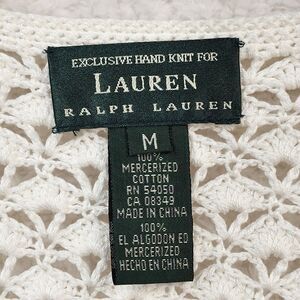 EXCLUSIVE HAND KNIT FOR
LAUREN
RALPH LAUREN
M
100%
MERCERIZED
COTTON
RN 54050
CA 08349
MADE IN CHINA
100%
EL ALGODON ED
MERCERIZED
HECHO EN CHINA